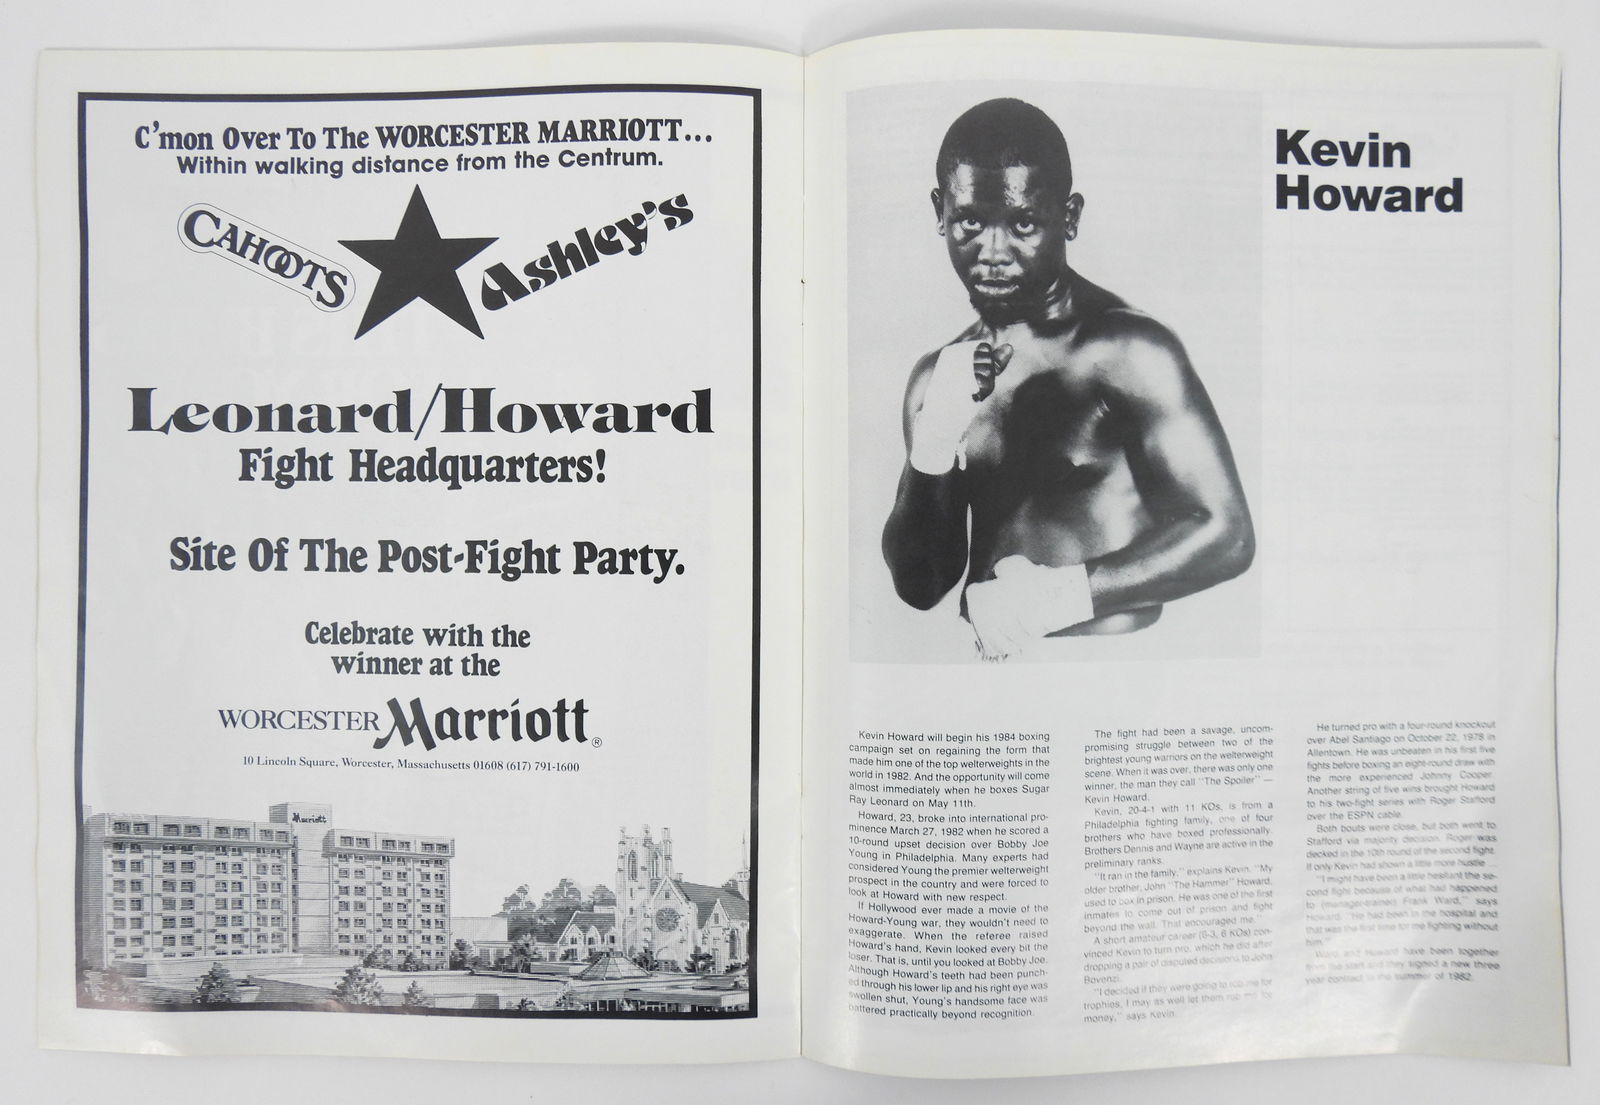 C'mon Over To The WORCESTER MARRIOTT...
Within walking distance from the Centrum.
CAHOOTS
Ashley's
Leonard/Howard
Fight Headquarters!
Site Of The Post-Fight Party.
Celebrate with the
winner at the
WORCESTER Marriott ®
10 Lincoln Square, Worcester, Massachusetts 01608 (617) 791-1600
Marriott
Kevin
Howard
Kevin Howard will begin his 1984 boxing
campaign set on regaining the form that
made him one of the top welterweights in the
world in 1982. And the opportunity will come
almost immediately when he boxes Sugar
Ray Leonard on May 11th.
Howard, 23, broke into international pro-
minence March 27, 1982 when he scored a
10-round upset decision over Bobby Joe
Young in Philadelphia. Many experts had
considered Young the premier welterweight
prospect in the country and were forced to
look at Howard with new respect.
If Hollywood ever made a movie of the
Howard-Young war, they wouldn't need to
exaggerate. When the referee raised
Howard's hand, Kevin looked every bit the
loser. That is, until you looked at Bobby Joe.
Although Howard's teeth had been punch-
ed through his lower lip and his right eye was
swollen shut, Young's handsome face was
battered practically beyond recognition.
The fight had been a savage, uncom-
promising struggle between two of the
brightest young warriors on the welterweight
scene. When it was over, there was only one
winner, the man they call "The Spoiler" —
Kevin Howard.
Kevin, 20-4-1 with 11 KOs, is from a
Philadelphia fighting family, one of four
brothers who have boxed professionally.
Brothers Dennis and Wayne are active in the
preliminary ranks.
"It ran in the family," explains Kevin. "My
older brother, John "The Hammer" Howard,
used to box in prison. He was one of the first
inmates to come out of prison and fight
beyond the wall. That encouraged me."
A short amateur career (6-3, 6 KOs) con-
vinced Kevin to turn pro, which he did after
dropping a pair of disputed decisions to John
Bovenzi.
"I decided if they were going to rob me for
trophies, I may as well let them rob me for
money," says Kevin.
He turned pro with a four-round knockout
over Abel Santiago on October 22, 1978 in
Allentown. He was unbeaten in his first five
fights before boxing an eight-round draw with
the more experienced Johnny Cooper.
Another string of five wins brought Howard
to his two-fight series with Roger Stafford
over the ESPN cable.
Both bouts were close, but both went to
Stafford via majority decision. Roger was
decked in the 10th round of the second fight.
If only Kevin had shown a little more hustle ...
"I might have been a little hesitant the se-
cond fight because of what had happened
to (manager-trainer) Frank Ward," says
Howard. "He had been in the hospital and
that was the first time for me fighting without
him."
Ward and Howard have been together
from the start and they signed a new three
year contract in the summer of 1982.